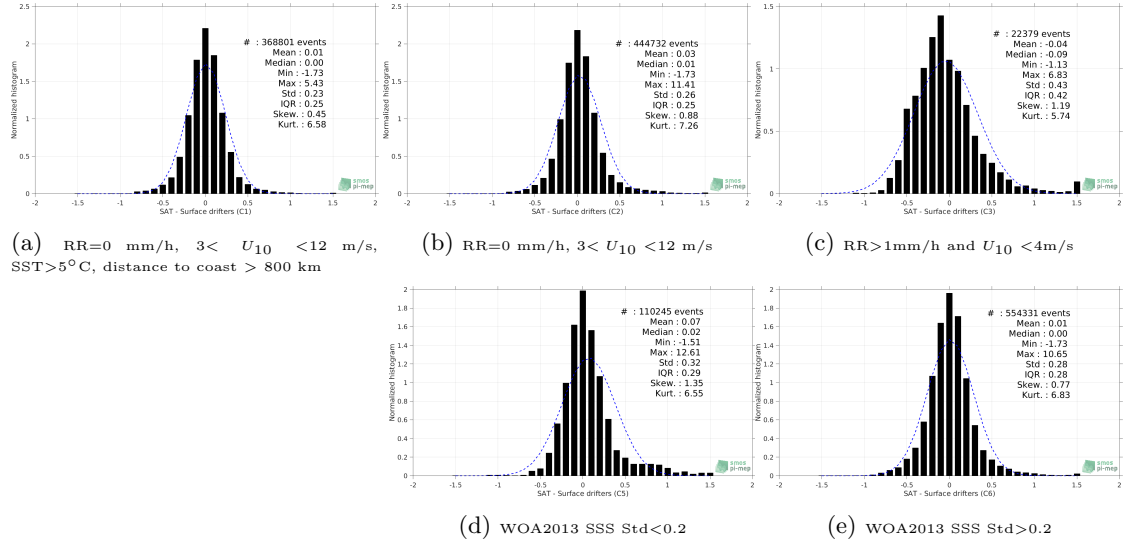 Normalized histogram
2.5
2
1.5
1
0.5
0
-2
-1.5
-1
-0.5
0
0.5
1
1.5
2
# : 368801 events
Mean : 0.01
Median : 0.00
Min : -1.73
Max : 5.43
Std : 0.23
IQR : 0.25
Skew. : 0.45
Kurt. : 6.58
smos
pi-mep
SAT - Surface drifters (C1)
(a) RR=0 mm/h, 3< U10 <12 m/s,
SST>5°C, distance to coast > 800 km
Normalized histogram
2.5
2
1.5
1
0.5
0
-2
-1.5
-1
-0.5
0
0.5
1
1.5
2
# : 444732 events
Mean : 0.03
Median : 0.01
Min : -1.73
Max : 11.41
Std : 0.26
IQR : 0.25
Skew. : 0.88
Kurt. : 7.26
smos
pi-mep
SAT - Surface drifters (C2)
(b) RR=0 mm/h, 3< U10 <12 m/s
Normalized histogram
1.5
1
0.5
0
-2
-1.5
-1
-0.5
0
0.5
1
1.5
2
# : 22379 events
Mean : -0.04
Median : -0.09
Min : -1.13
Max : 6.83
Std : 0.43
IQR : 0.42
Skew. : 1.19
Kurt. : 5.74
smos
pi-mep
SAT - Surface drifters (C3)
(c) RR>1mm/h and U10 <4m/s
Normalized histogram
2
1.8
1.6
1.4
1.2
1
0.8
0.6
0.4
0.2
0
-2
-1.5
-1
-0.5
0
0.5
1
1.5
2
# : 110245 events
Mean : 0.07
Median : 0.02
Min : -1.51
Max : 12.61
Std : 0.32
IQR : 0.29
Skew. : 1.35
Kurt. : 6.55
smos
pi-mep
SAT - Surface drifters (C5)
(d) WOA2013 SSS Std<0.2
Normalized histogram
2
1.8
1.6
1.4
1.2
1
0.8
0.6
0.4
0.2
0
-2
-1.5
-1
-0.5
0
0.5
1
1.5
2
# : 554331 events
Mean : 0.01
Median : 0.00
Min : -1.73
Max : 10.65
Std : 0.28
IQR : 0.28
Skew. : 0.77
Kurt. : 6.83
smos
pi-mep
SAT - Surface drifters (C6)
(e) WOA2013 SSS Std>0.2